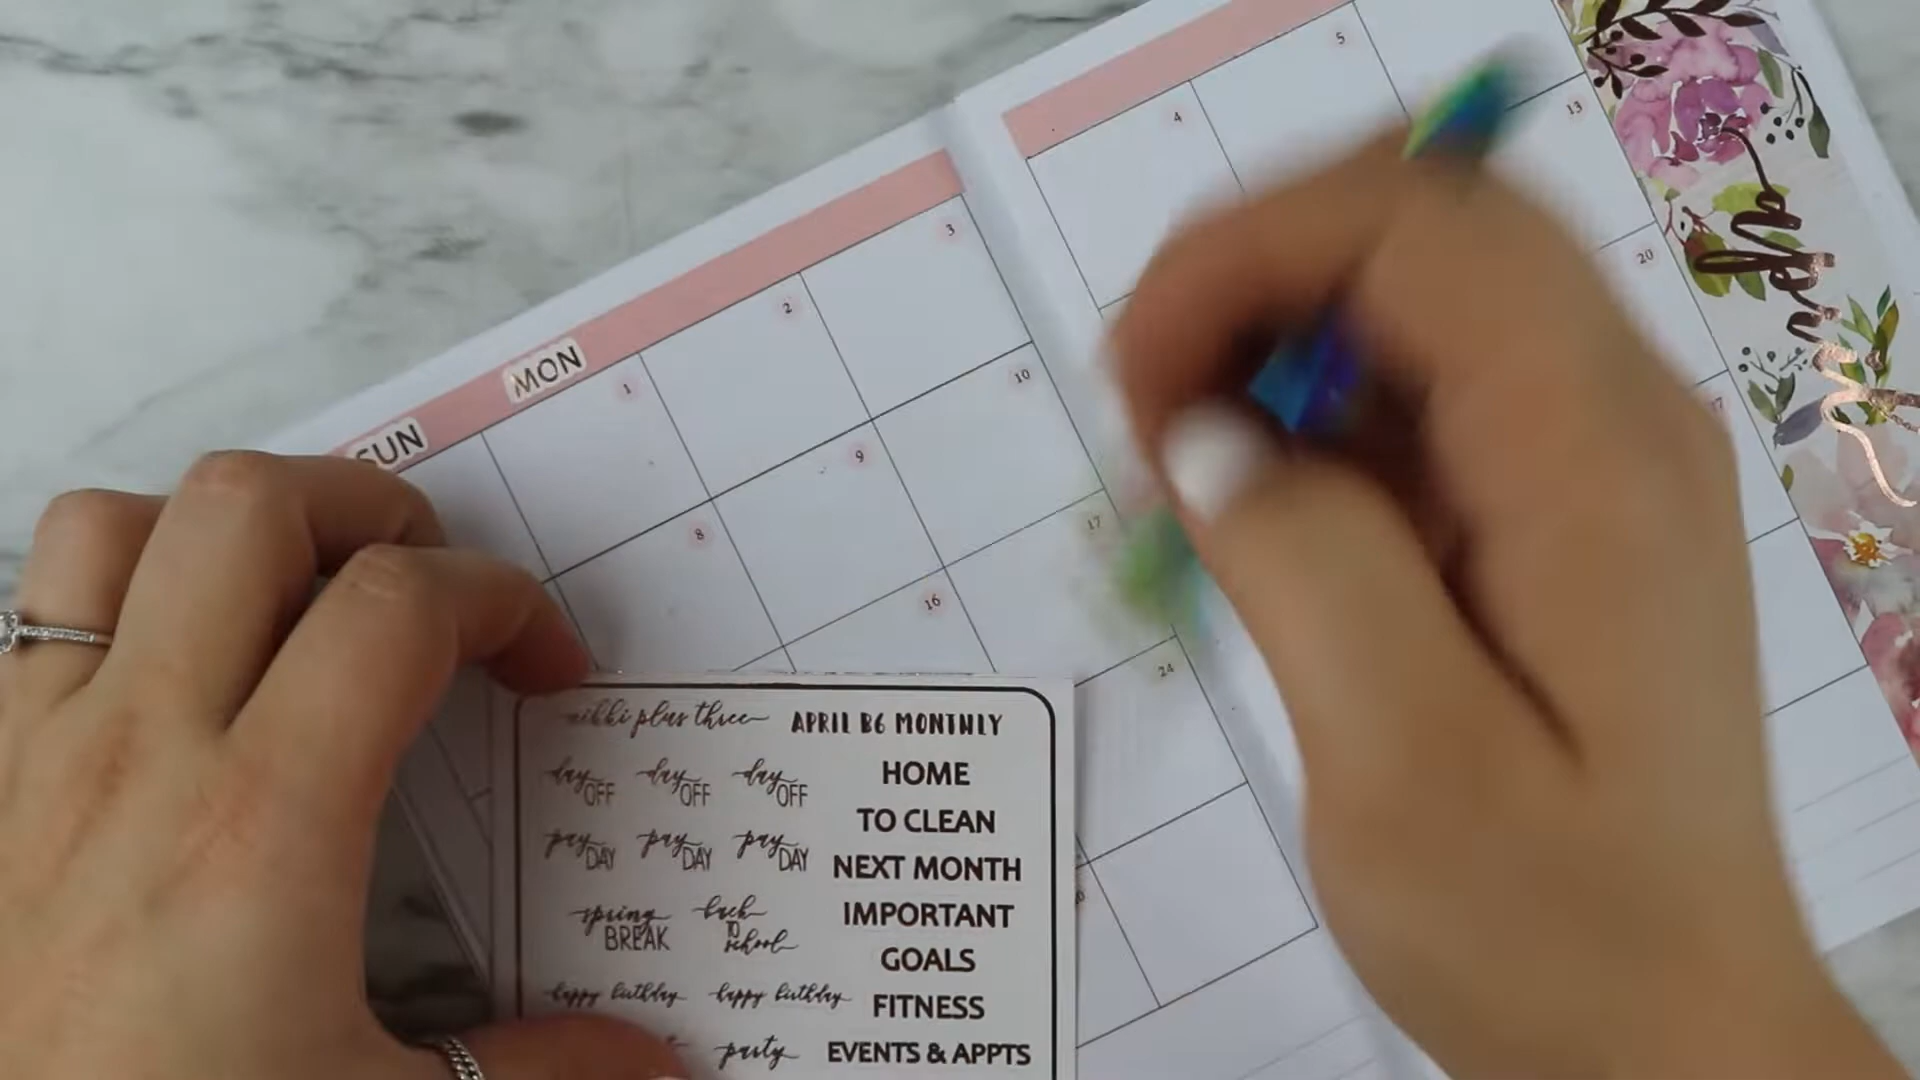 SUN MON
1 2 3 4 5
8 9 10 13
16 17 20
24
nikki plus three APRIL B6 MONTHLY
day OFF day OFF day OFF HOME
TO CLEAN
pay DAY pay DAY pay DAY NEXT MONTH
spring BREAK back TO school IMPORTANT
GOALS
happy birthday happy birthday FITNESS
party EVENTS & APPTS